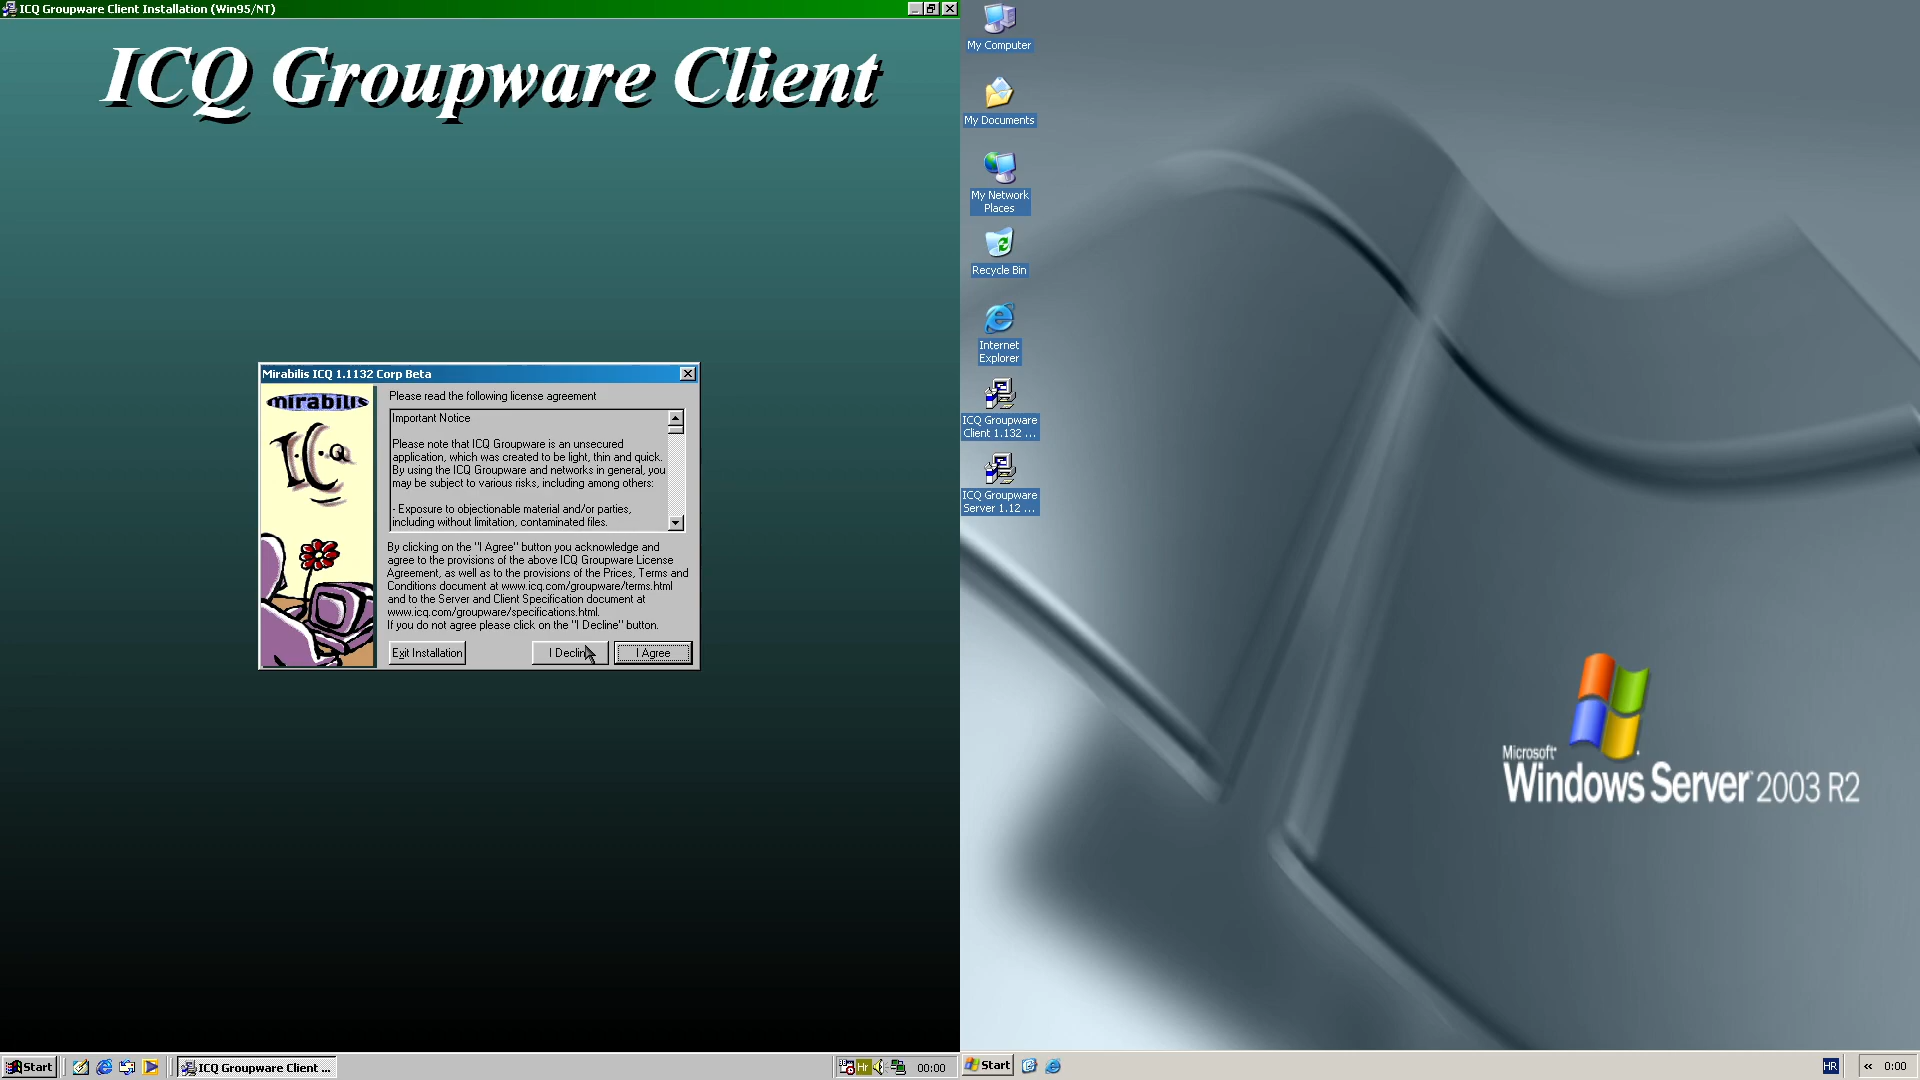 ICQ Groupware Client Installation (Win95/NT)
ICQ Groupware Client
Mirabilis ICQ 1.1132 Corp Beta
mirabilis
ICQ
Please read the following license agreement
Important Notice
Please note that ICQ Groupware is an unsecured
application, which was created to be light, thin and quick.
By using the ICQ Groupware and networks in general, you
may be subject to various risks, including among others:
- Exposure to objectionable material and/or parties,
including without limitation, contaminated files.
By clicking on the "I Agree" button you acknowledge and
agree to the provisions of the above ICQ Groupware License
Agreement, as well as to the provisions of the Prices, Terms and
Conditions document at www.icq.com/groupware/terms.html
and to the Server and Client Specification document at
www.icq.com/groupware/specifications.html.
If you do not agree please click on the "I Decline" button.
Exit Installation
I Decline
I Agree
Start
ICQ Groupware Client ...
Hr
00:00
My Computer
My Documents
My Network
Places
Recycle Bin
Internet
Explorer
ICQ Groupware
Client 1.132 ...
ICQ Groupware
Server 1.12 ...
Microsoft
Windows Server 2003 R2
Start
HR
«
0:00